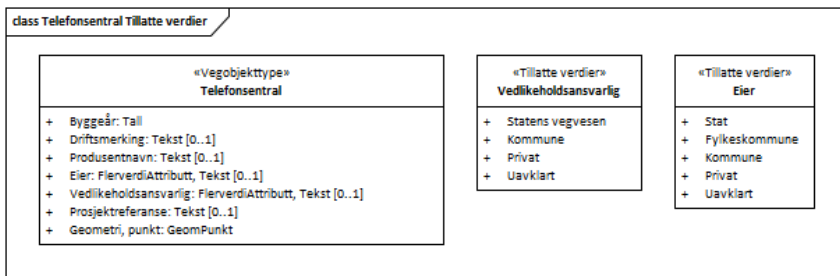 class Telefonsentral Tillatte verdier
«Vegobjekttype»
Telefonsentral
+ Byggeår: Tall
+ Driftsmerking: Tekst [0..1]
+ Produsentnavn: Tekst [0..1]
+ Eier: FlerverdiAttributt, Tekst [0..1]
+ Vedlikeholdsansvarlig: FlerverdiAttributt, Tekst [0..1]
+ Prosjektreferanse: Tekst [0..1]
+ Geometri, punkt: GeomPunkt
«Tillatte verdier»
Vedlikeholdsansvarlig
+ Statens vegvesen
+ Kommune
+ Privat
+ Uavklart
«Tillatte verdier»
Eier
+ Stat
+ Fylkeskommune
+ Kommune
+ Privat
+ Uavklart